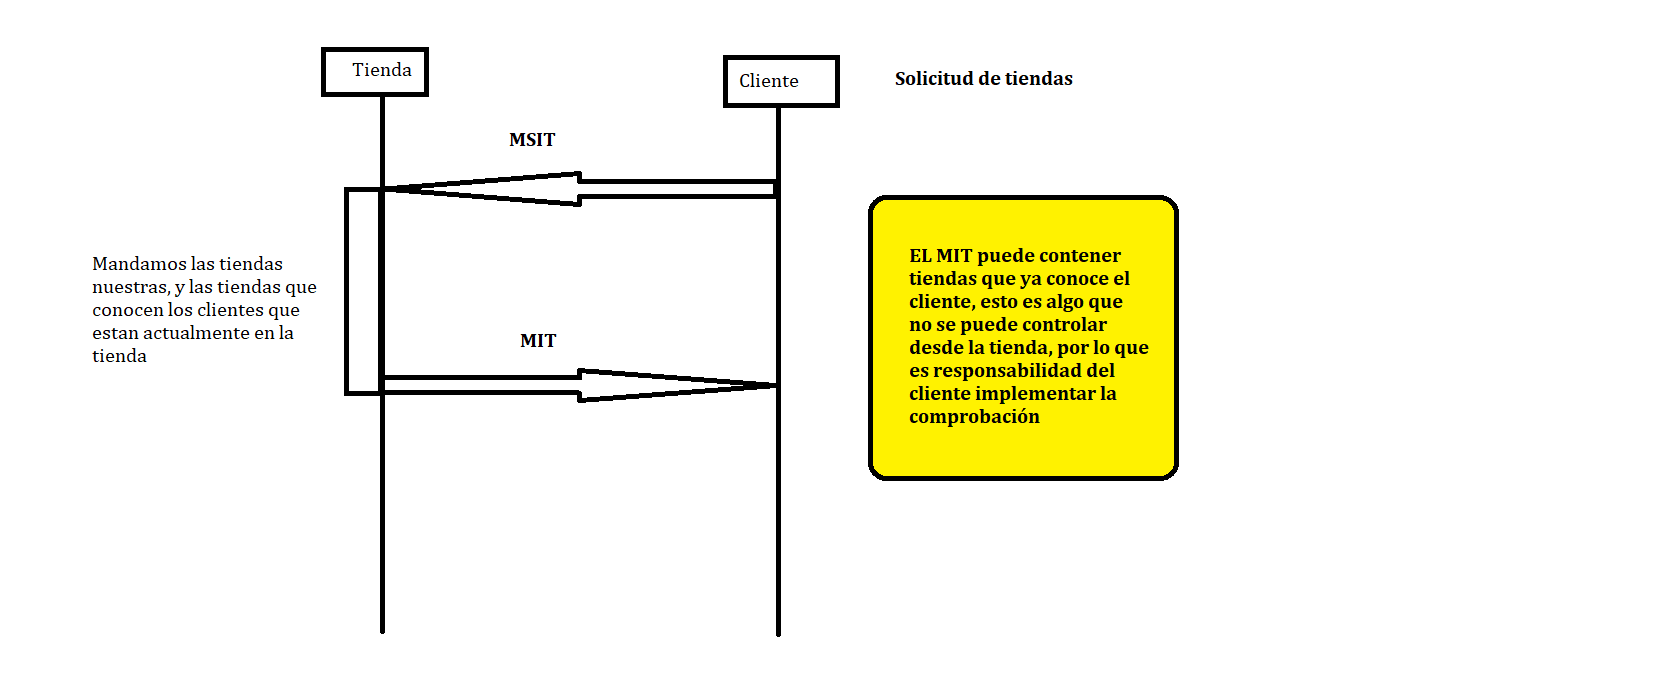 Tienda
Cliente
Solicitud de tiendas
MSIT
Mandamos las tiendas
nuestras, y las tiendas que
conocen los clientes que
estan actualmente en la
tienda
MIT
EL MIT puede contener
tiendas que ya conoce el
cliente, esto es algo que
no se puede controlar
desde la tienda, por lo que
es responsabilidad del
cliente implementar la
comprobación